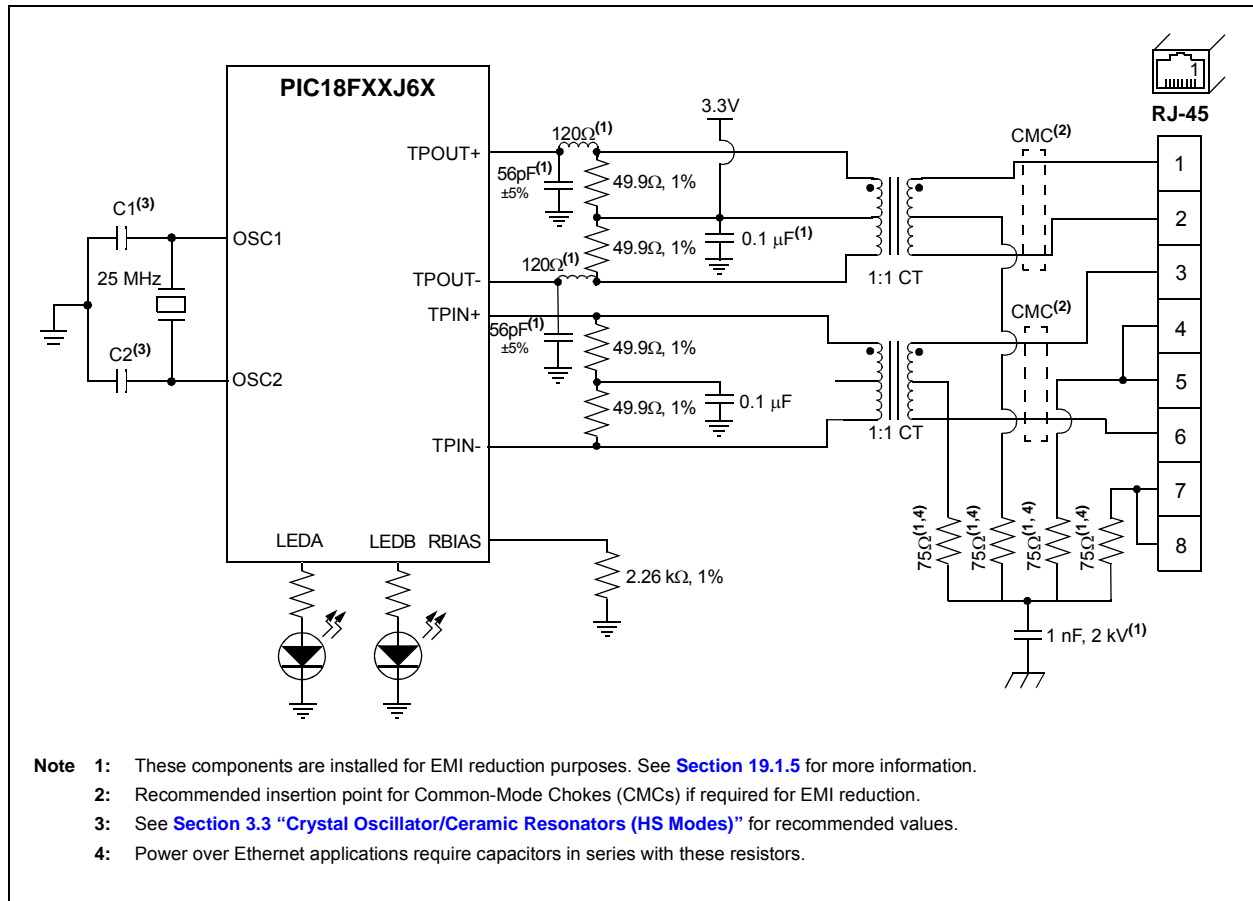 PIC18FXXJ6X
1
RJ-45
3.3V
CMC(2)
120Ω(1)
TPOUT+
56pF(1)
±5%
49.9Ω, 1%
1
C1(3)
2
OSC1
0.1 μF(1)
49.9Ω, 1%
120Ω(1)
3
25 MHz
TPOUT-
1:1 CT
CMC(2)
TPIN+
56pF(1)
±5%
4
49.9Ω, 1%
C2(3)
OSC2
5
0.1 μF
49.9Ω, 1%
1:1 CT
6
TPIN-
7
75Ω(1,4)
75Ω(1,4)
75Ω(1, 4)
75Ω(1,4)
8
LEDA
LEDB
RBIAS
2.26 kΩ, 1%
1 nF, 2 kV(1)
Note 1: These components are installed for EMI reduction purposes. See Section 19.1.5 for more information.
2: Recommended insertion point for Common-Mode Chokes (CMCs) if required for EMI reduction.
3: See Section 3.3 “Crystal Oscillator/Ceramic Resonators (HS Modes)” for recommended values.
4: Power over Ethernet applications require capacitors in series with these resistors.